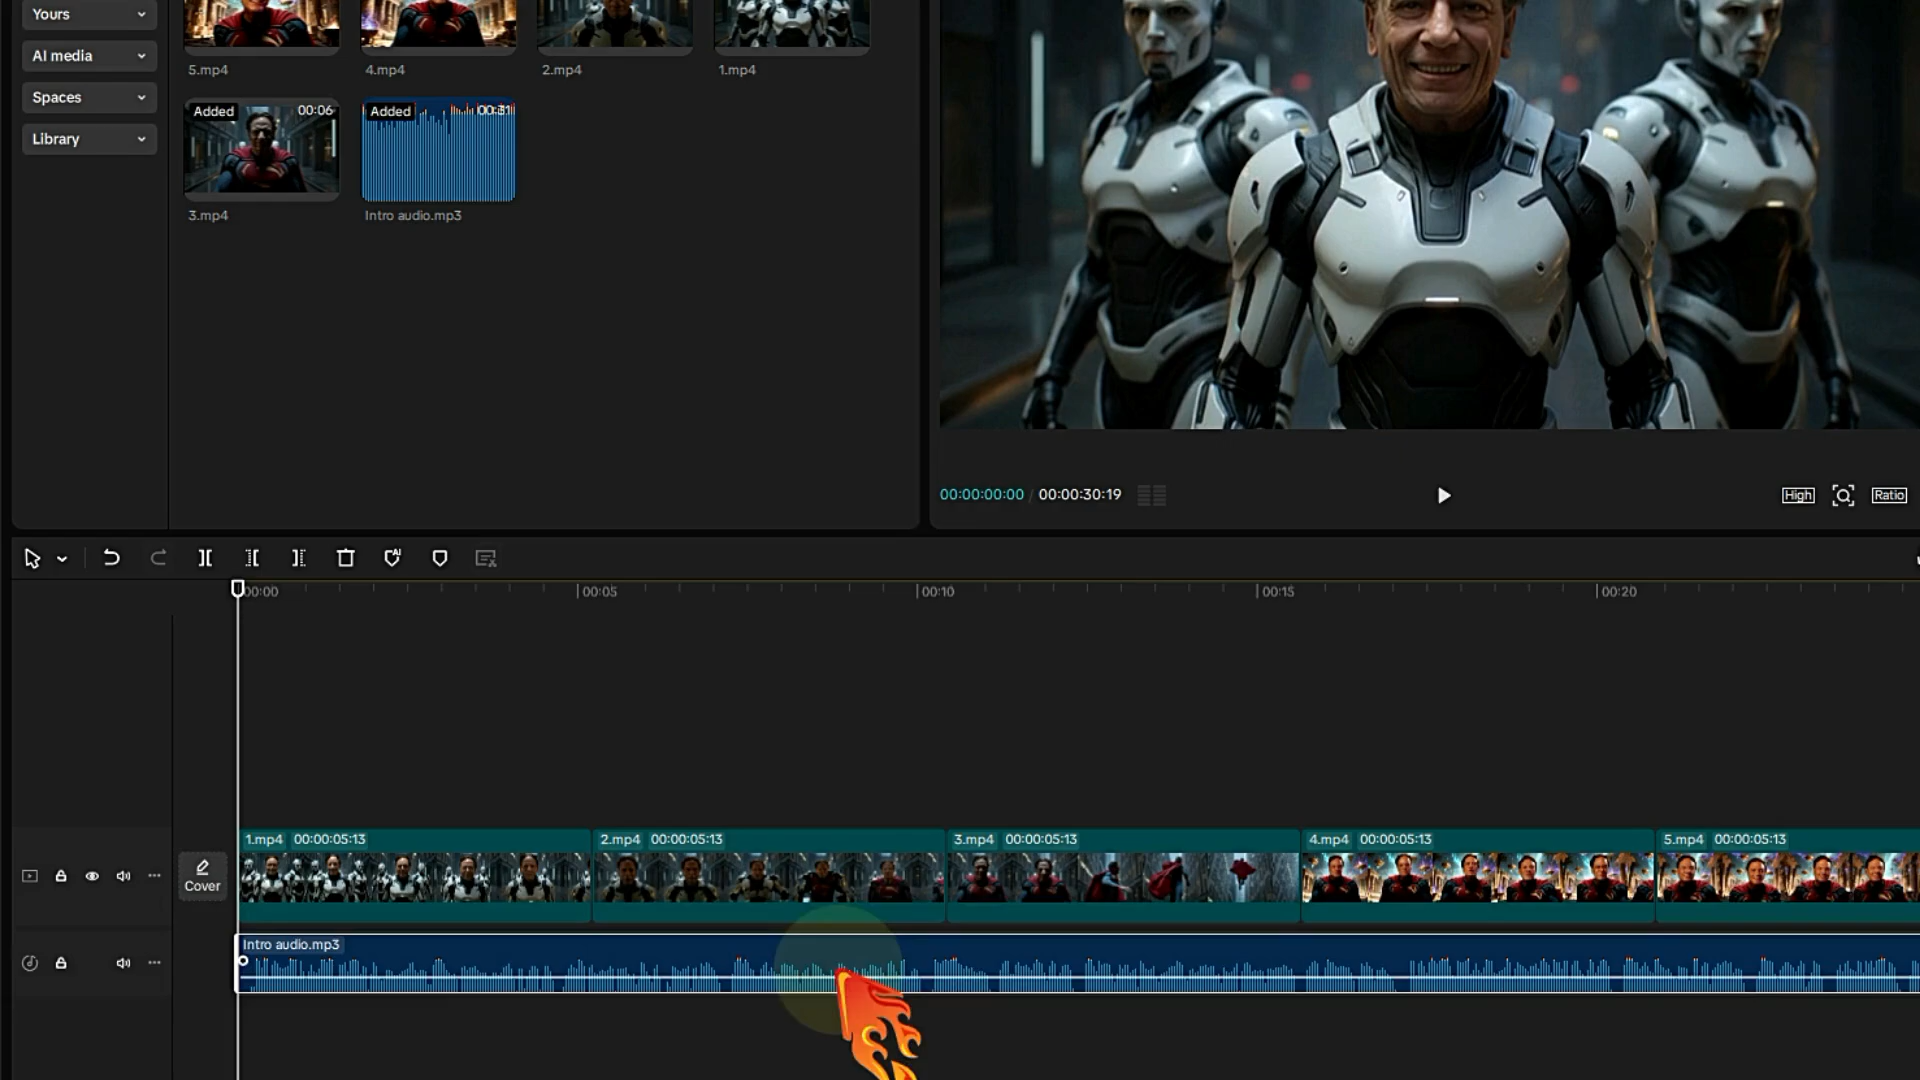 Yours
AI media
Spaces
Library
5.mp4
4.mp4
2.mp4
1.mp4
Added 00:06
Added 00:31
3.mp4
Intro audio.mp3
00:00:00:00 / 00:00:30:19
High
Ratio
00:00
00:05
00:10
00:15
00:20
1.mp4 00:00:05:13
2.mp4 00:00:05:13
3.mp4 00:00:05:13
4.mp4 00:00:05:13
5.mp4 00:00:05:13
Cover
Intro audio.mp3